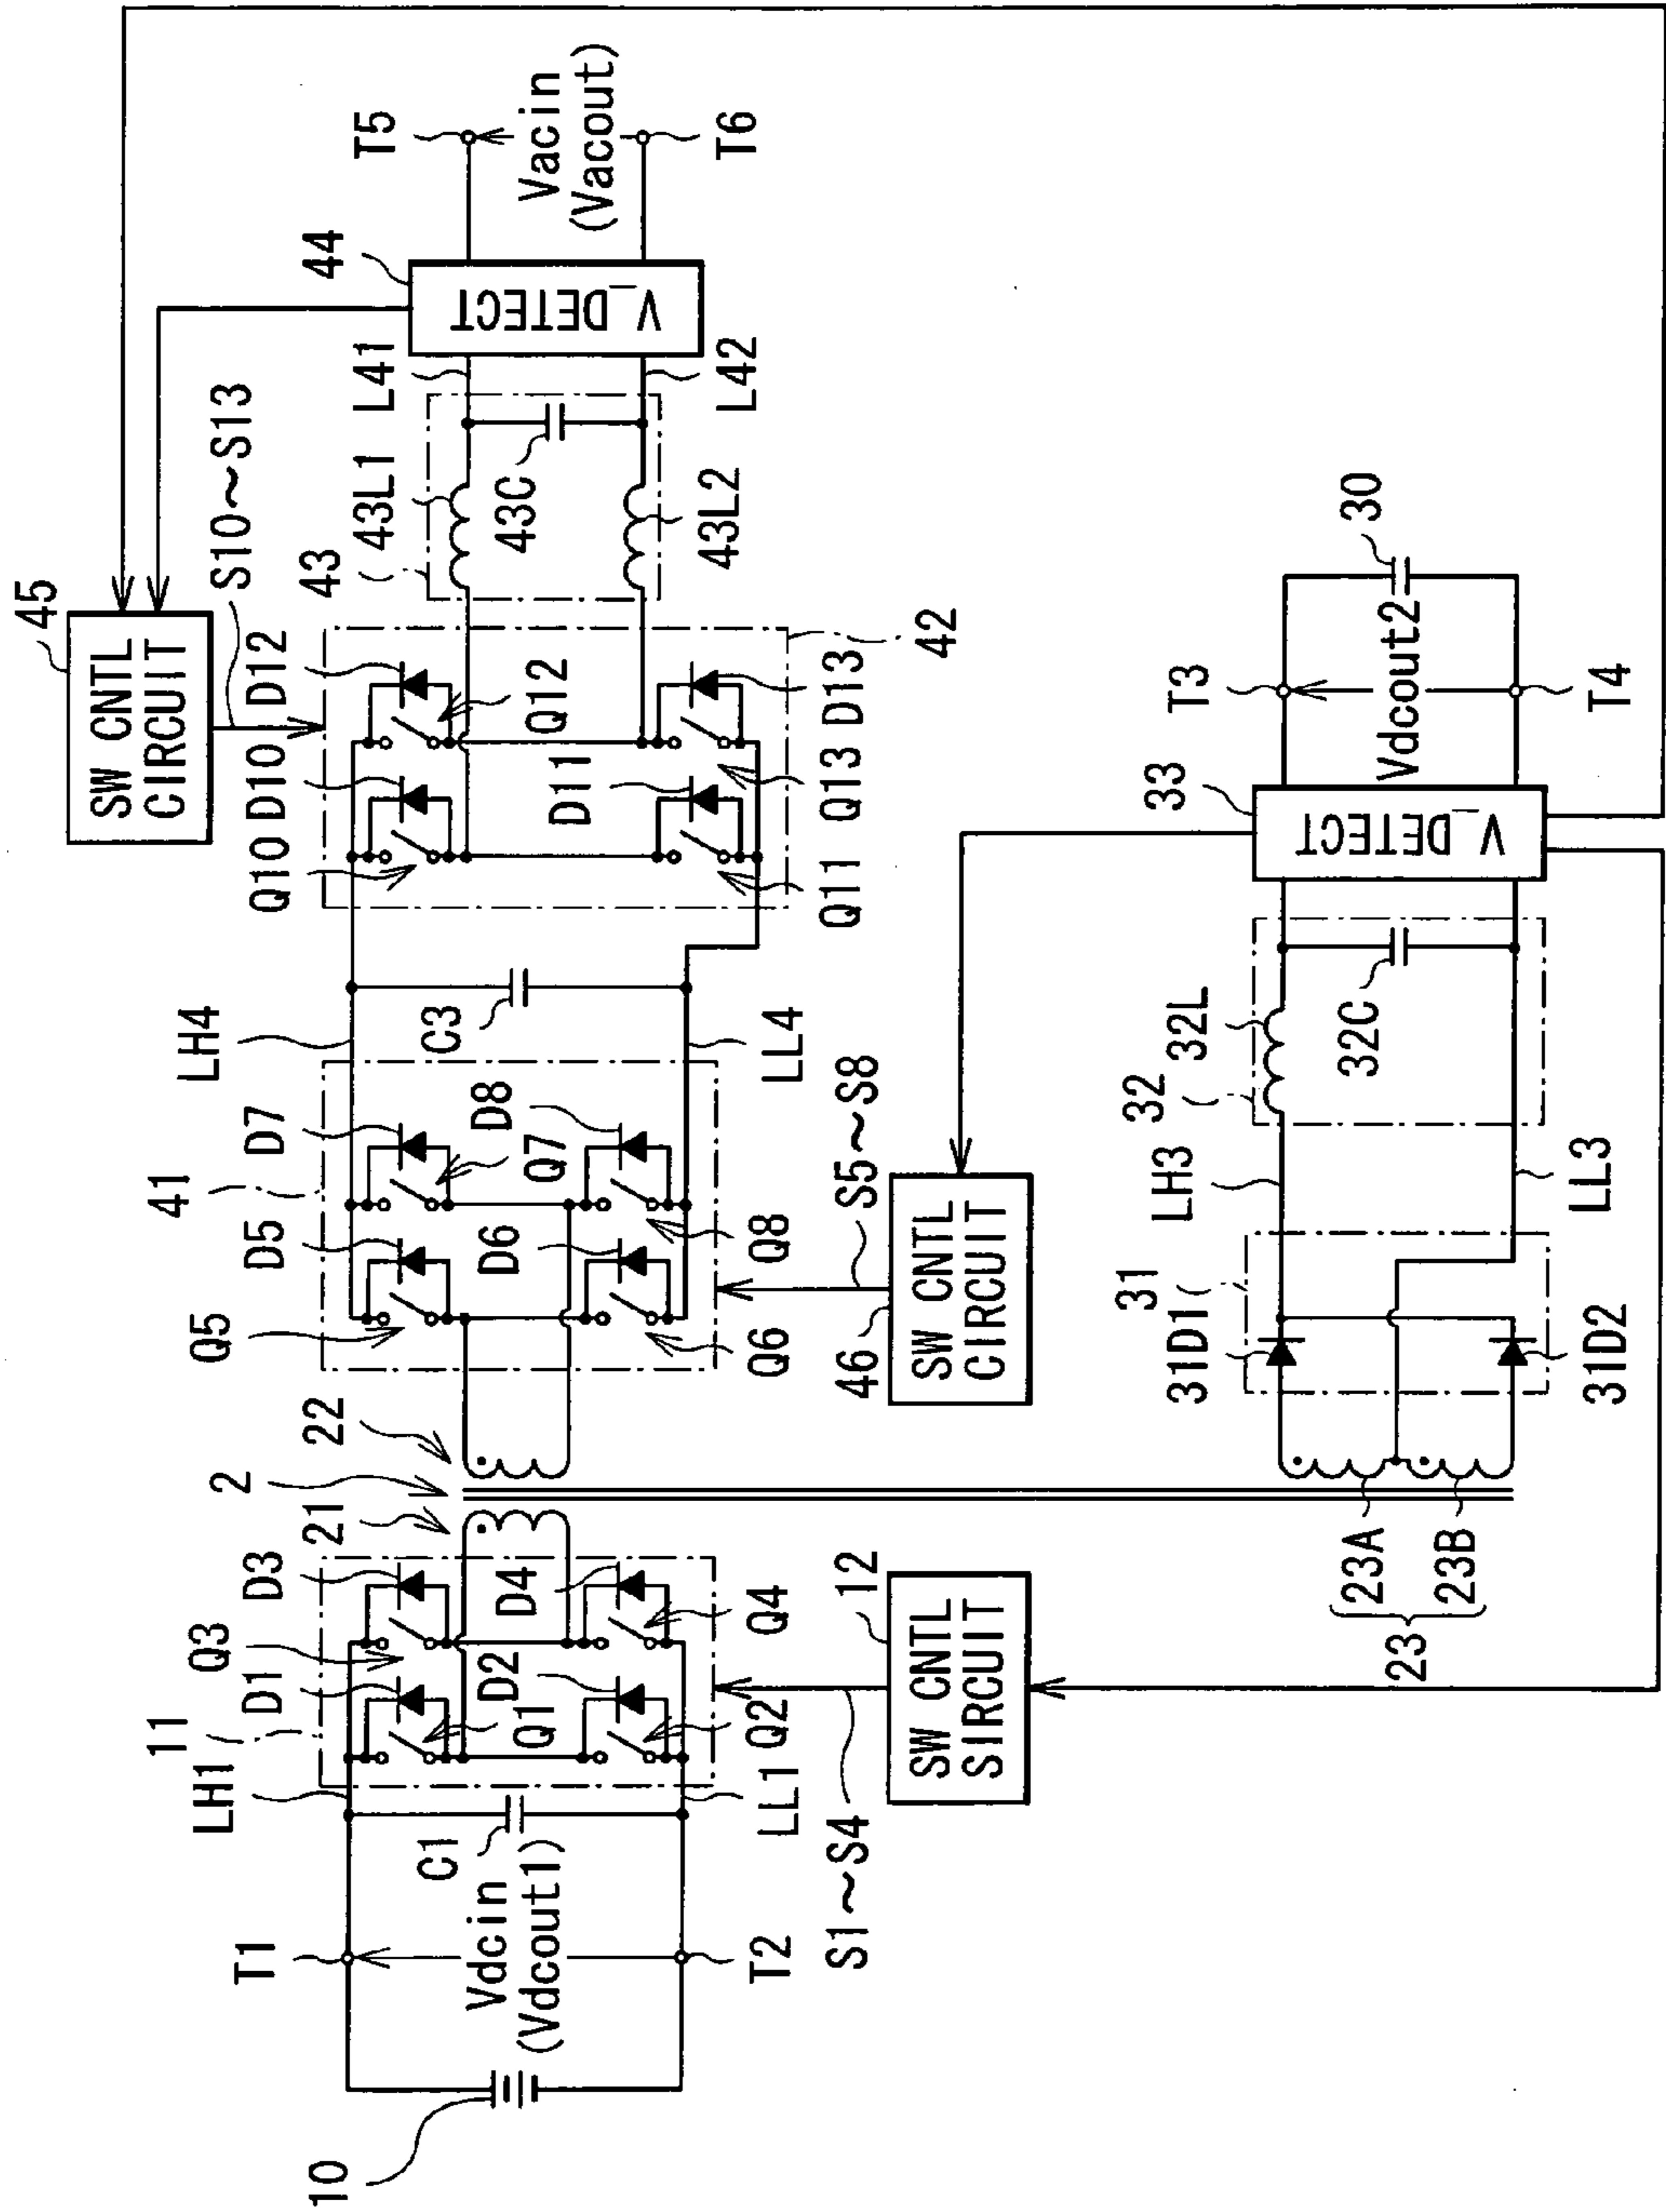 10
T1
Vdcin
(Vdcout1)
T2
C1
LH1
LL1
11
D1
Q3
D3
Q1
D2
D4
Q2
Q4
S1~S4
12
SW CNTL
SIRCUIT
21
2
22
23A
23B
23
Q5
D5
41
D7
D6
D8
Q7
Q6
Q8
46
SW CNTL
CIRCUIT
S5~S8
LH4
C3
LL4
Q10
D10
D12
Q12
D11
Q11
Q13
D13
42
45
SW CNTL
CIRCUIT
S10~S13
43
43L1
43C
43L2
L41
L42
44
V_DETECT
T5
Vacin
(Vacout)
T6
31D1
31
31D2
LH3
LL3
32
32L
32C
33
V_DETECT
T3
Vdcout2
T4
30